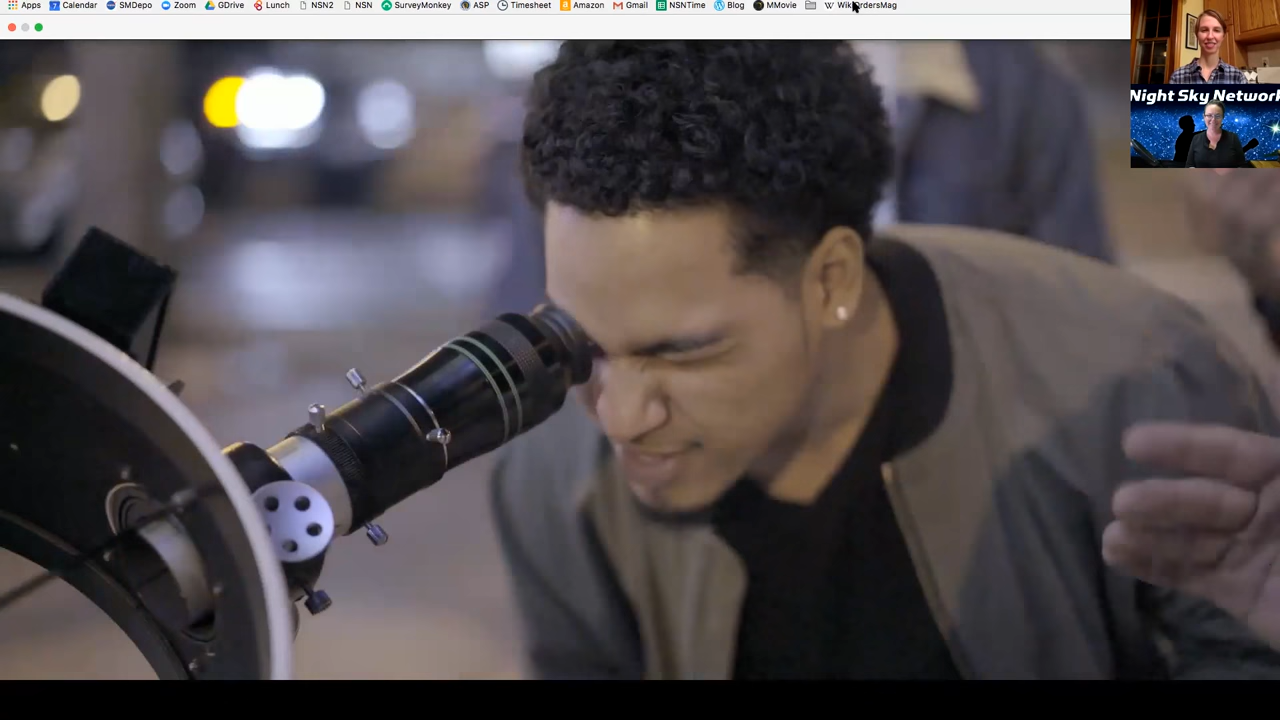 Apps Calendar SMDepo Zoom GDrive Lunch NSN2 NSN SurveyMonkey ASP Timesheet Amazon Gmail NSNTime Blog MMovie WikiOrdersMag
Night Sky Network